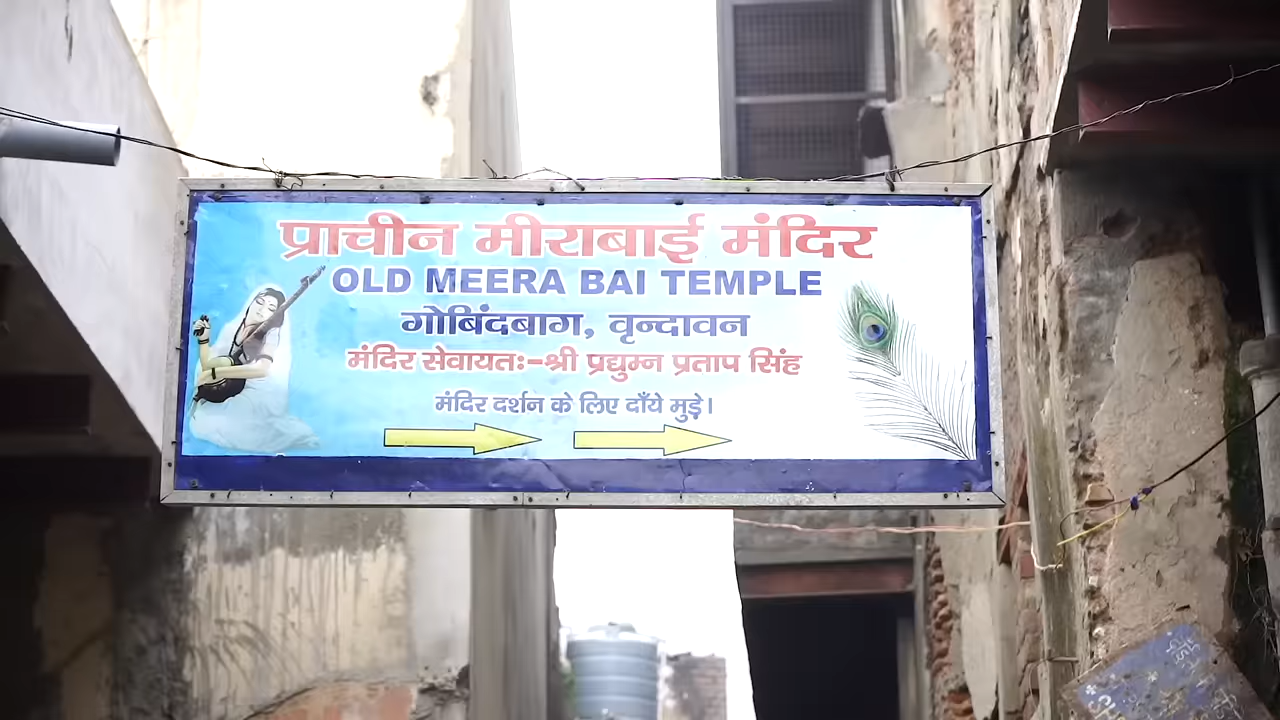 प्राचीन मीराबाई मंदिर
OLD MEERA BAI TEMPLE
गोबिंदबाग, वृन्दावन
मंदिर सेवायतः-श्री प्रद्युम्न प्रताप सिंह
मंदिर दर्शन के लिए दाँये मुड़े।